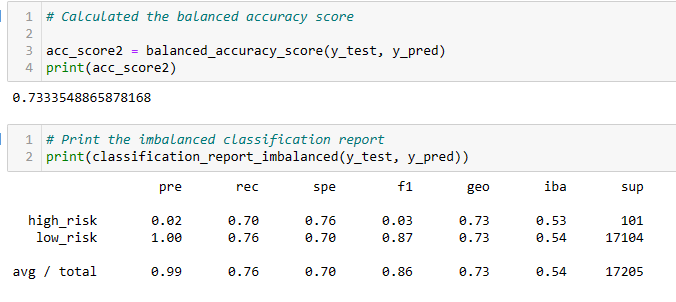 1 # Calculated the balanced accuracy score
2
3 acc_score2 = balanced_accuracy_score(y_test, y_pred)
4 print(acc_score2)
0.7333548865878168
1 # Print the imbalanced classification report
2 print(classification_report_imbalanced(y_test, y_pred))
pre rec spe f1 geo iba sup
high_risk 0.02 0.70 0.76 0.03 0.73 0.53 101
low_risk 1.00 0.76 0.70 0.87 0.73 0.54 17104
avg / total 0.99 0.76 0.70 0.86 0.73 0.54 17205